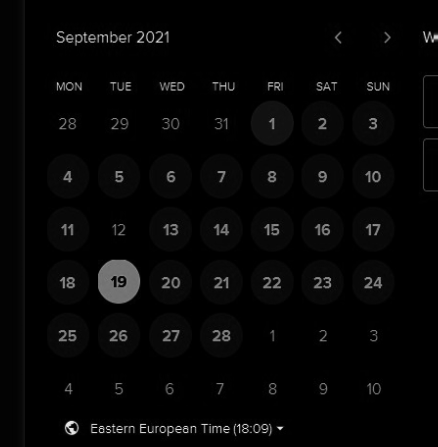 September 2021
MON TUE WED THU FRI SAT SUN
28 29 30 31 1 2 3
4 5 6 7 8 9 10
11 12 13 14 15 16 17
18 19 20 21 22 23 24
25 26 27 28 1 2 3
4 5 6 7 8 9 10
Eastern European Time (18:09)